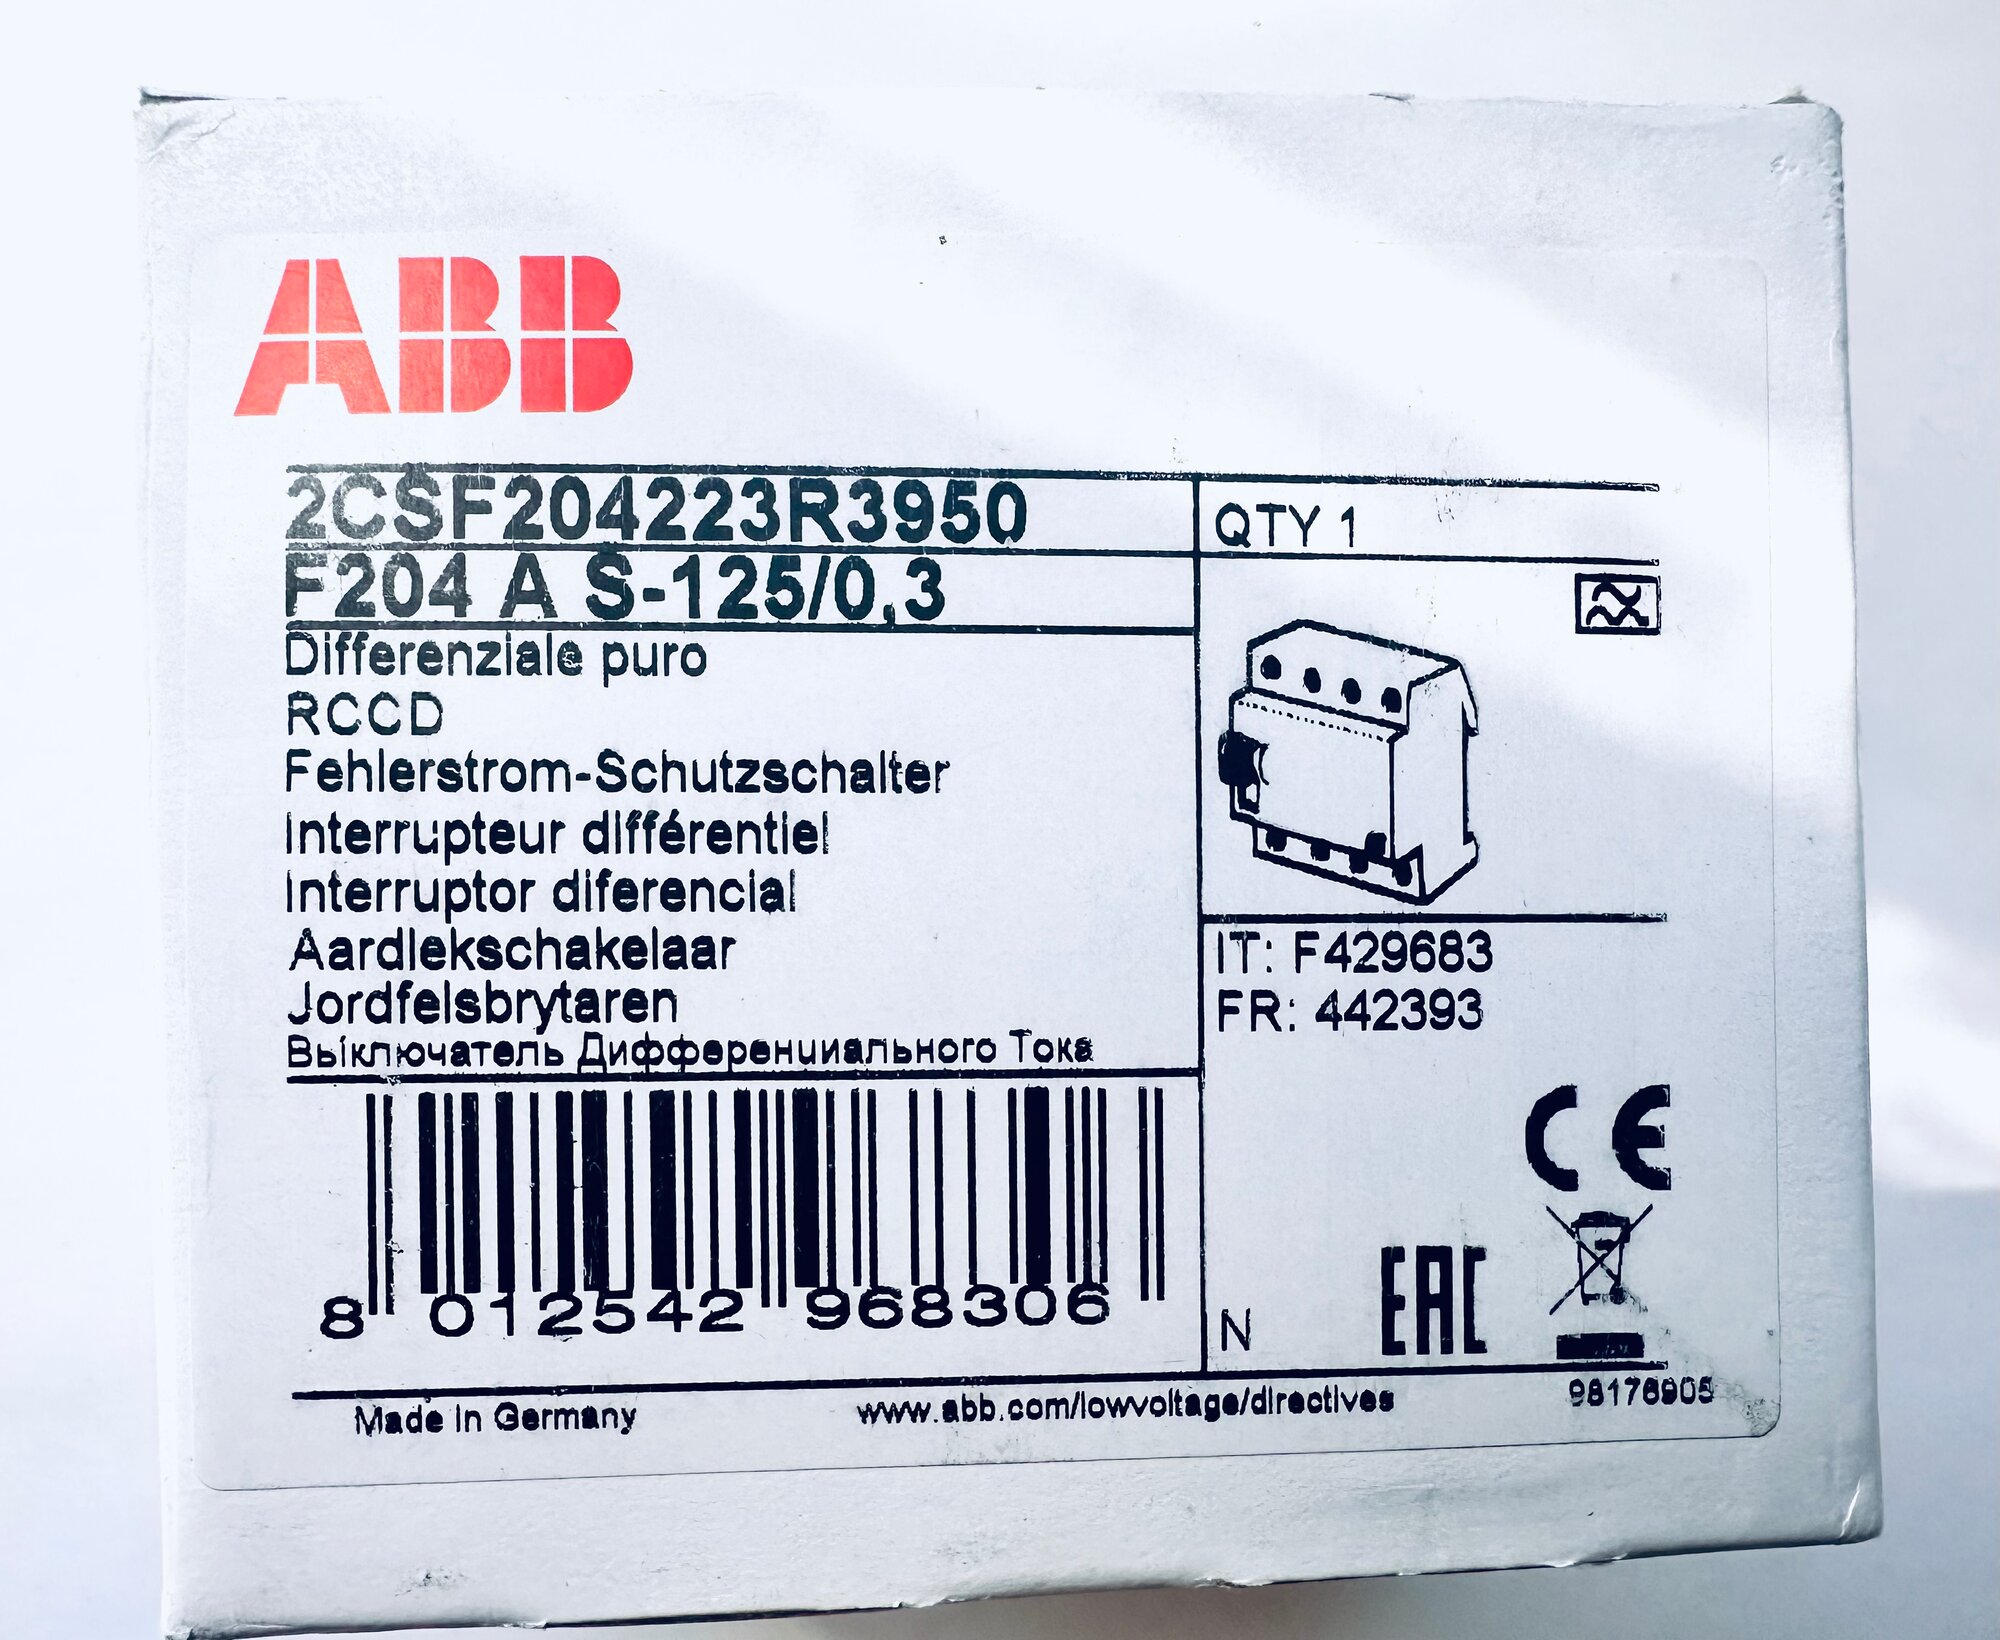 ABB
2CSF204223R3950
QTY 1
F204 A S-125/0,3
Differenziale puro
RCCD
Fehlerstrom-Schutzschalter
Interrupteur différentiel
Interruptor diferencial
Aardlekschakelaar
Jordfelsbrytaren
Выключатель Дифференциального Тока
IT: F429683
FR: 442393
CE
EAC
N
8 012542 968306
Made in Germany
www.abb.com/lowvoltage/directives